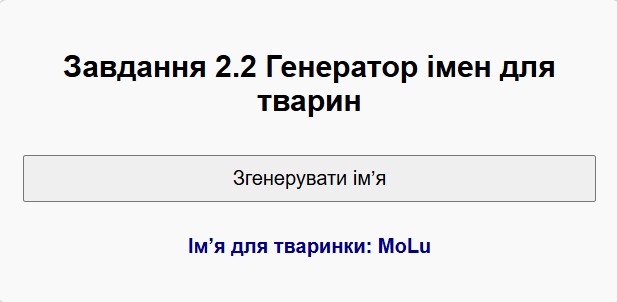 Завдання 2.2 Генератор імен для
тварин
Згенерувати ім’я
Ім’я для тваринки: MoLu